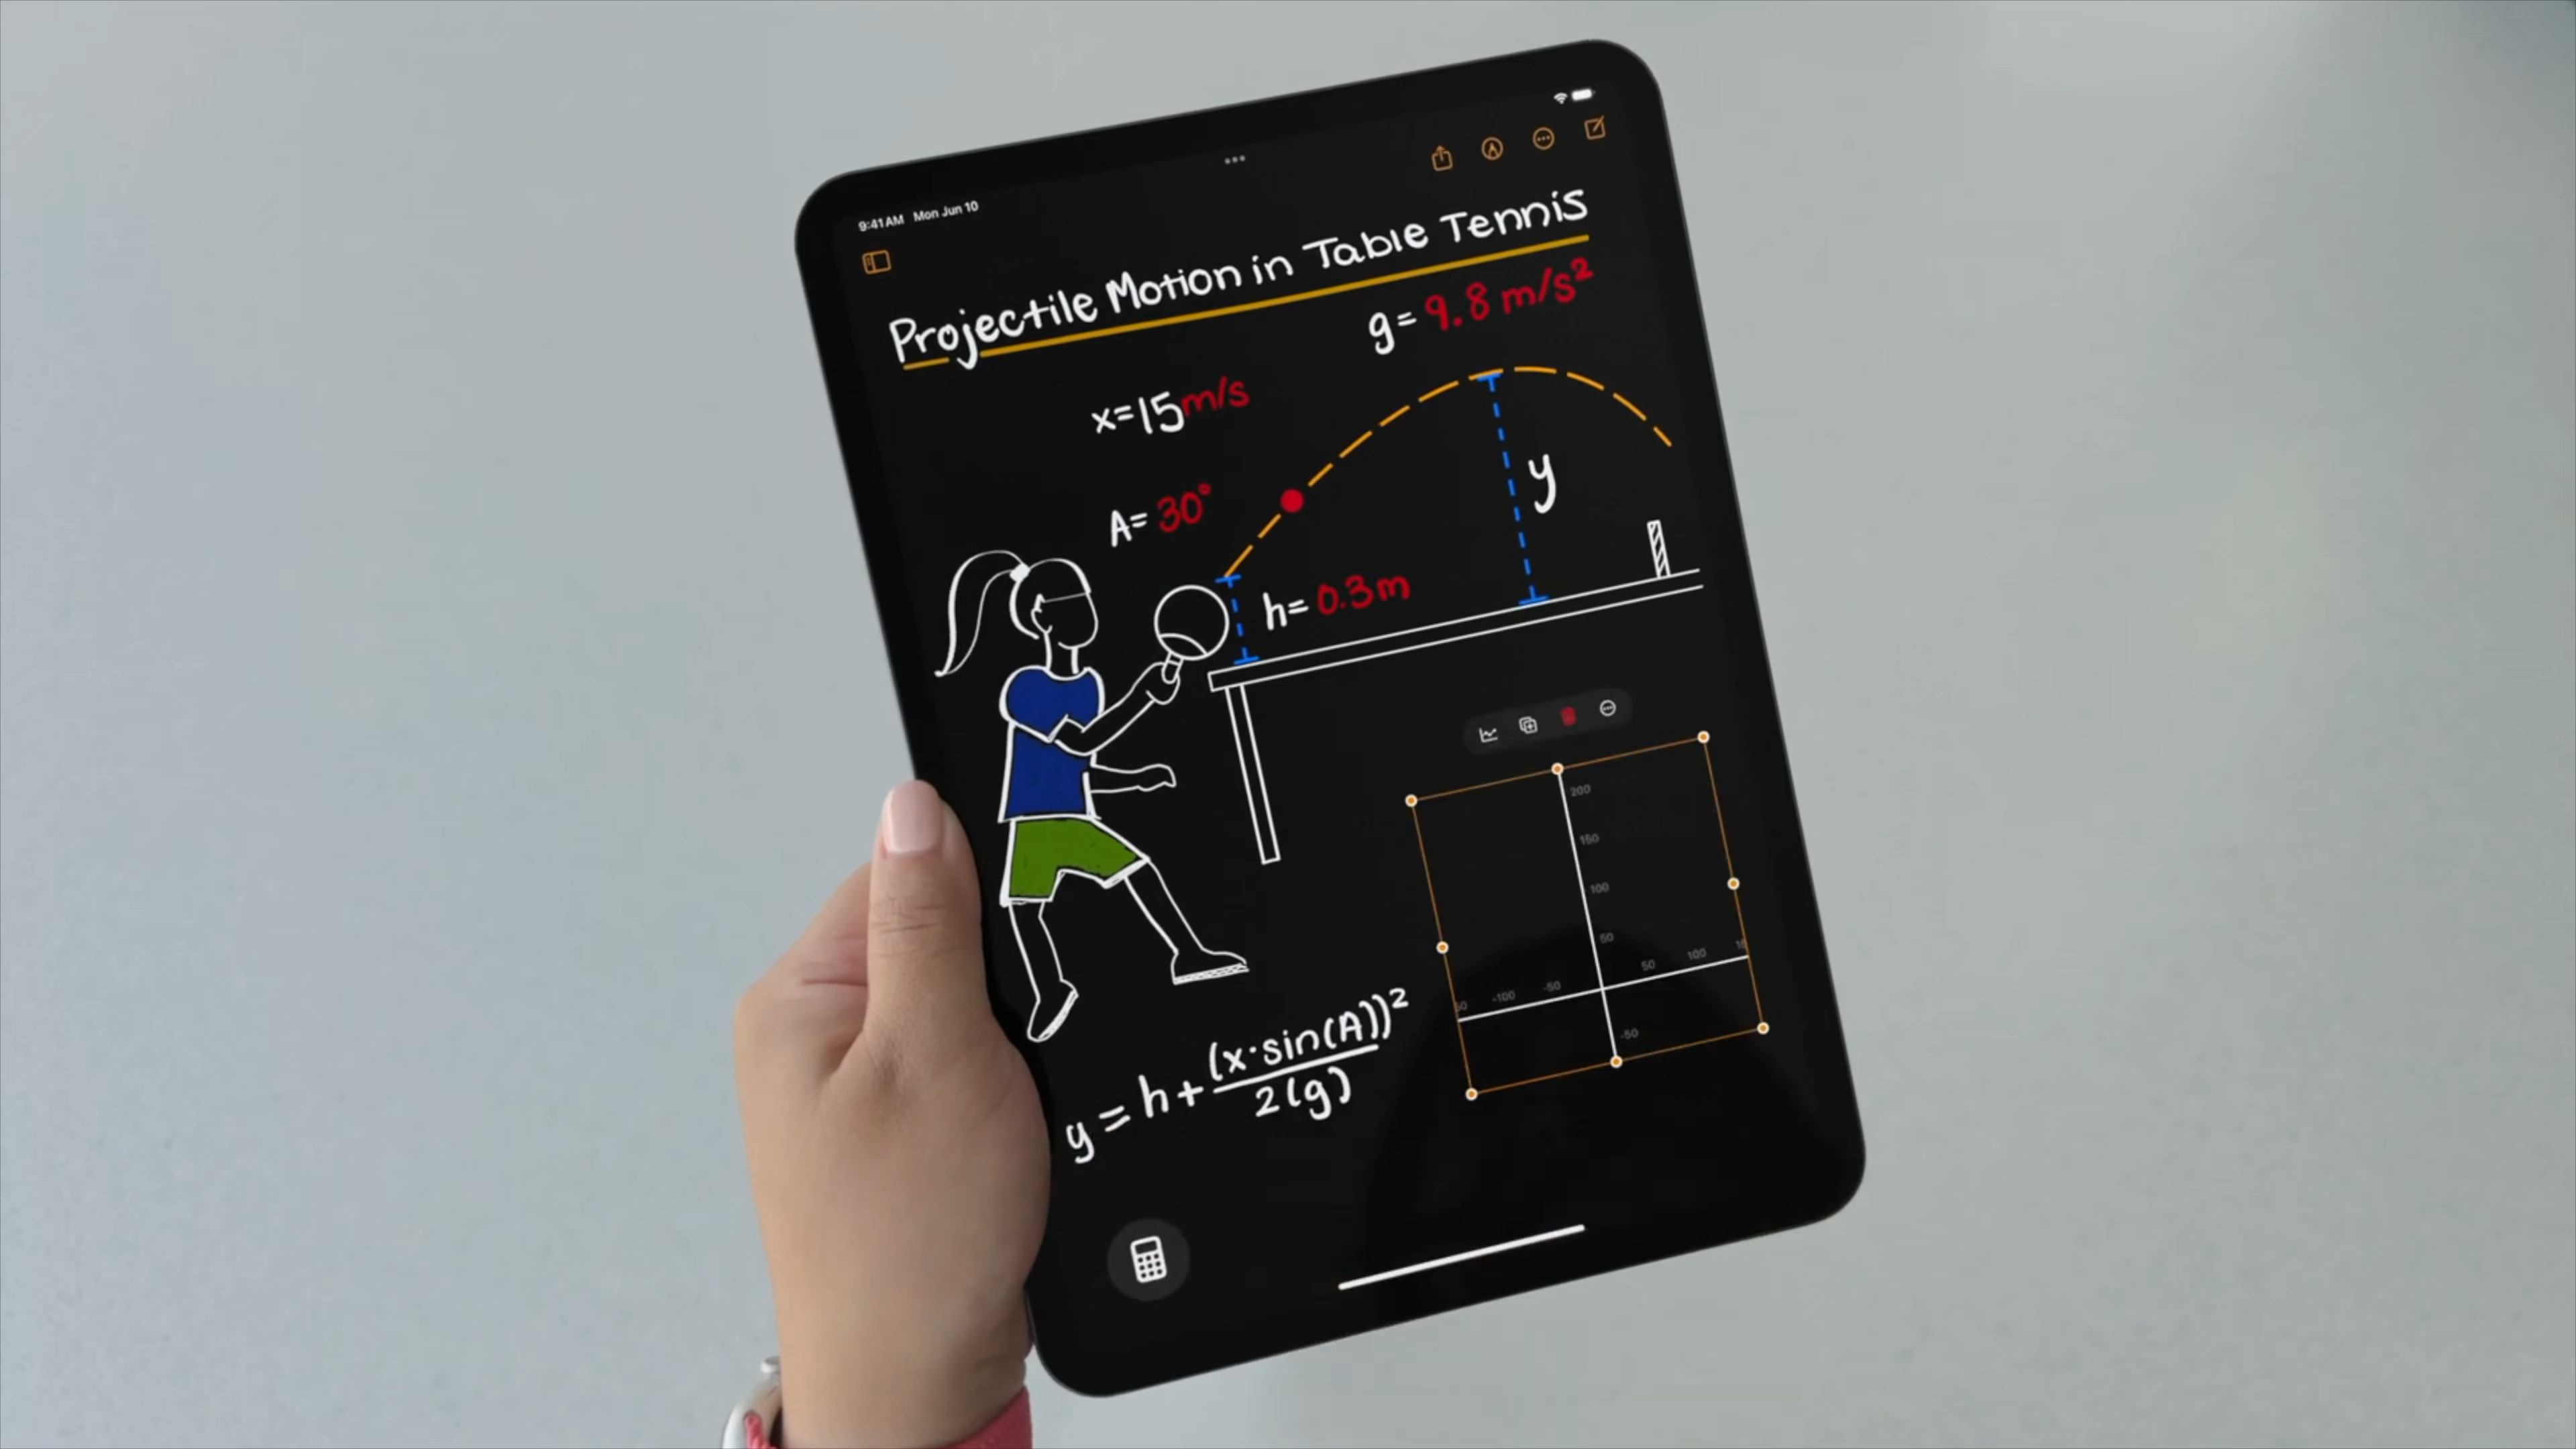 9:41 AM Mon Jun 10
Projectile Motion in Table Tennis
g= 9.8 m/s²
x=15m/s
A= 30°
y
h= 0.3m
200
150
100
50
50 100
-100 -50
-50
y = h + (x·sin(A))²
2(g)